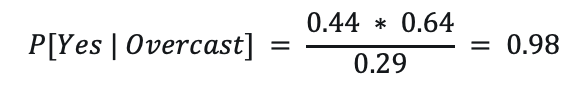 P[Yes | Overcast] = 0.44 * 0.64 / 0.29 = 0.98